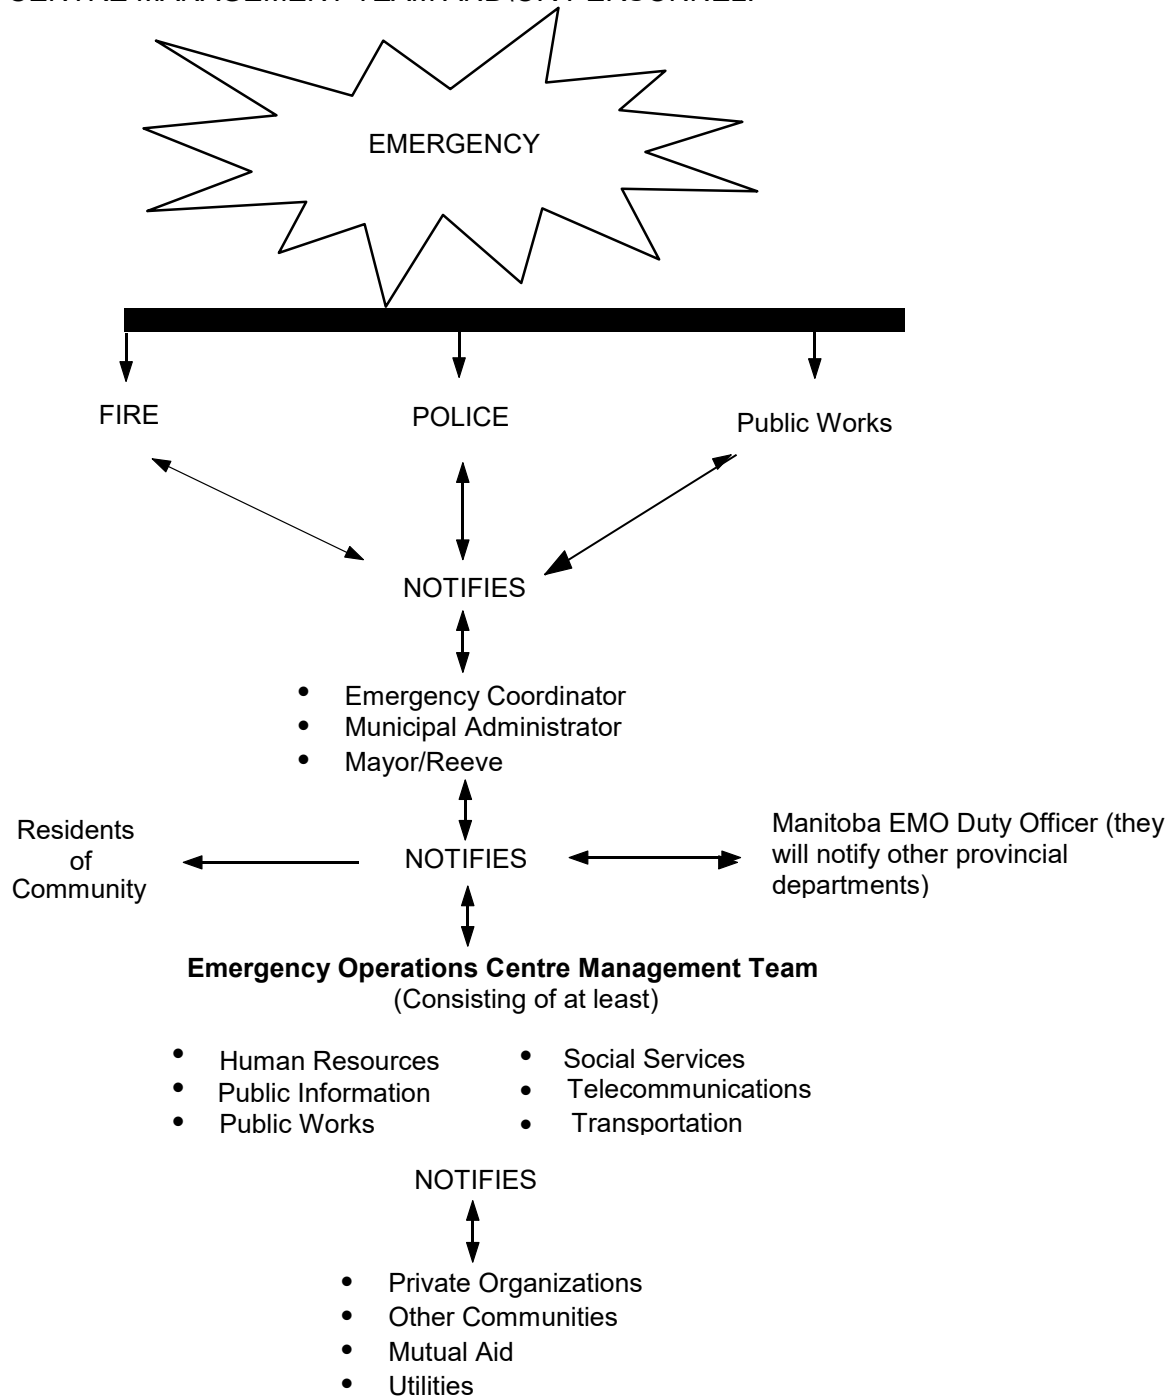 EMERGENCY
FIRE
POLICE
Public Works
NOTIFIES
• Emergency Coordinator
• Municipal Administrator
• Mayor/Reeve
Residents
of
Community
NOTIFIES
Manitoba EMO Duty Officer (they
will notify other provincial
departments)
Emergency Operations Centre Management Team
(Consisting of at least)
• Human Resources
• Public Information
• Public Works
• Social Services
• Telecommunications
• Transportation
NOTIFIES
• Private Organizations
• Other Communities
• Mutual Aid
• Utilities